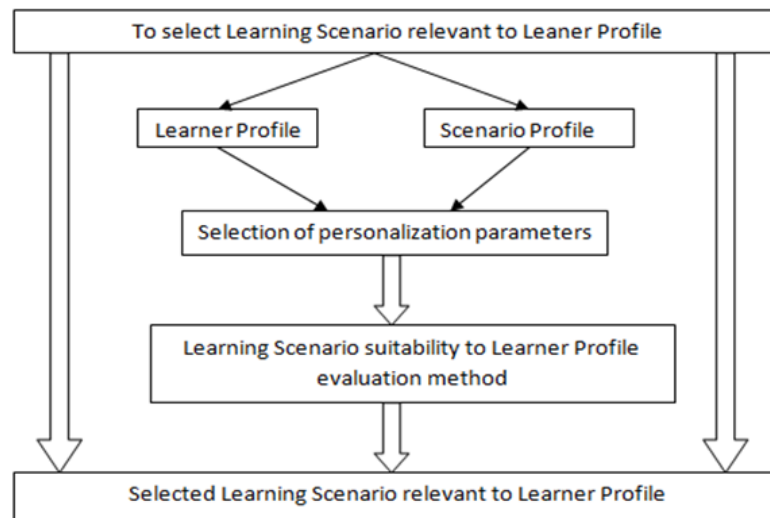 To select Learning Scenario relevant to Leaner Profile
Learner Profile
Scenario Profile
Selection of personalization parameters
Learning Scenario suitability to Learner Profile
evaluation method
Selected Learning Scenario relevant to Learner Profile